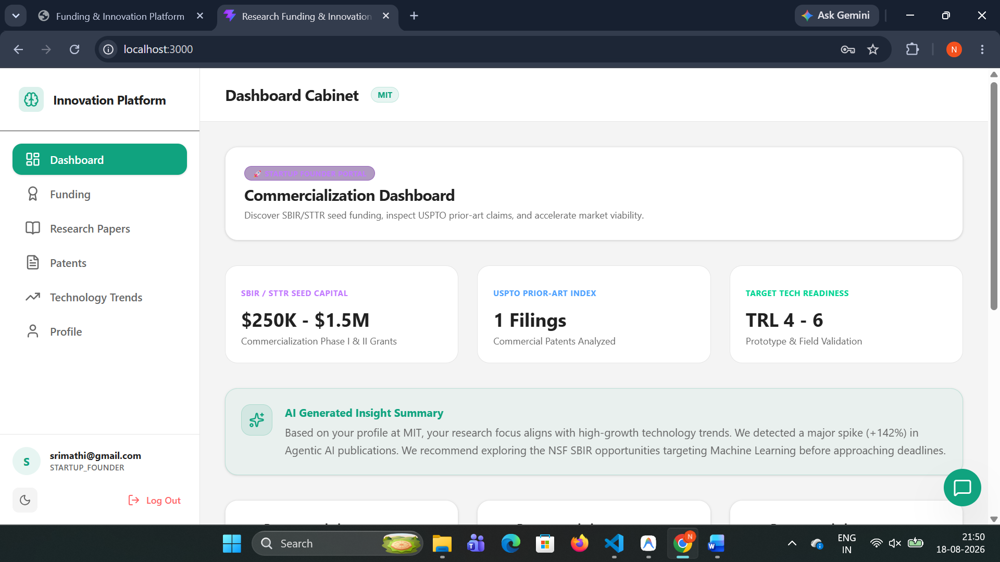 Funding & Innovation Platform
Research Funding & Innovation
Ask Gemini
localhost:3000
N
Innovation Platform
Dashboard
Funding
Research Papers
Patents
Technology Trends
Profile
S
srimathi@gmail.com
STARTUP_FOUNDER
Log Out
Dashboard Cabinet
MIT
STARTUP FOUNDER PORTAL
Commercialization Dashboard
Discover SBIR/STTR seed funding, inspect USPTO prior-art claims, and accelerate market viability.
SBIR / STTR SEED CAPITAL
$250K - $1.5M
Commercialization Phase I & II Grants
USPTO PRIOR-ART INDEX
1 Filings
Commercial Patents Analyzed
TARGET TECH READINESS
TRL 4 - 6
Prototype & Field Validation
AI Generated Insight Summary
Based on your profile at MIT, your research focus aligns with high-growth technology trends. We detected a major spike (+142%) in
Agentic AI publications. We recommend exploring the NSF SBIR opportunities targeting Machine Learning before approaching deadlines.
Search
N
ENG
IN
21:50
18-08-2026